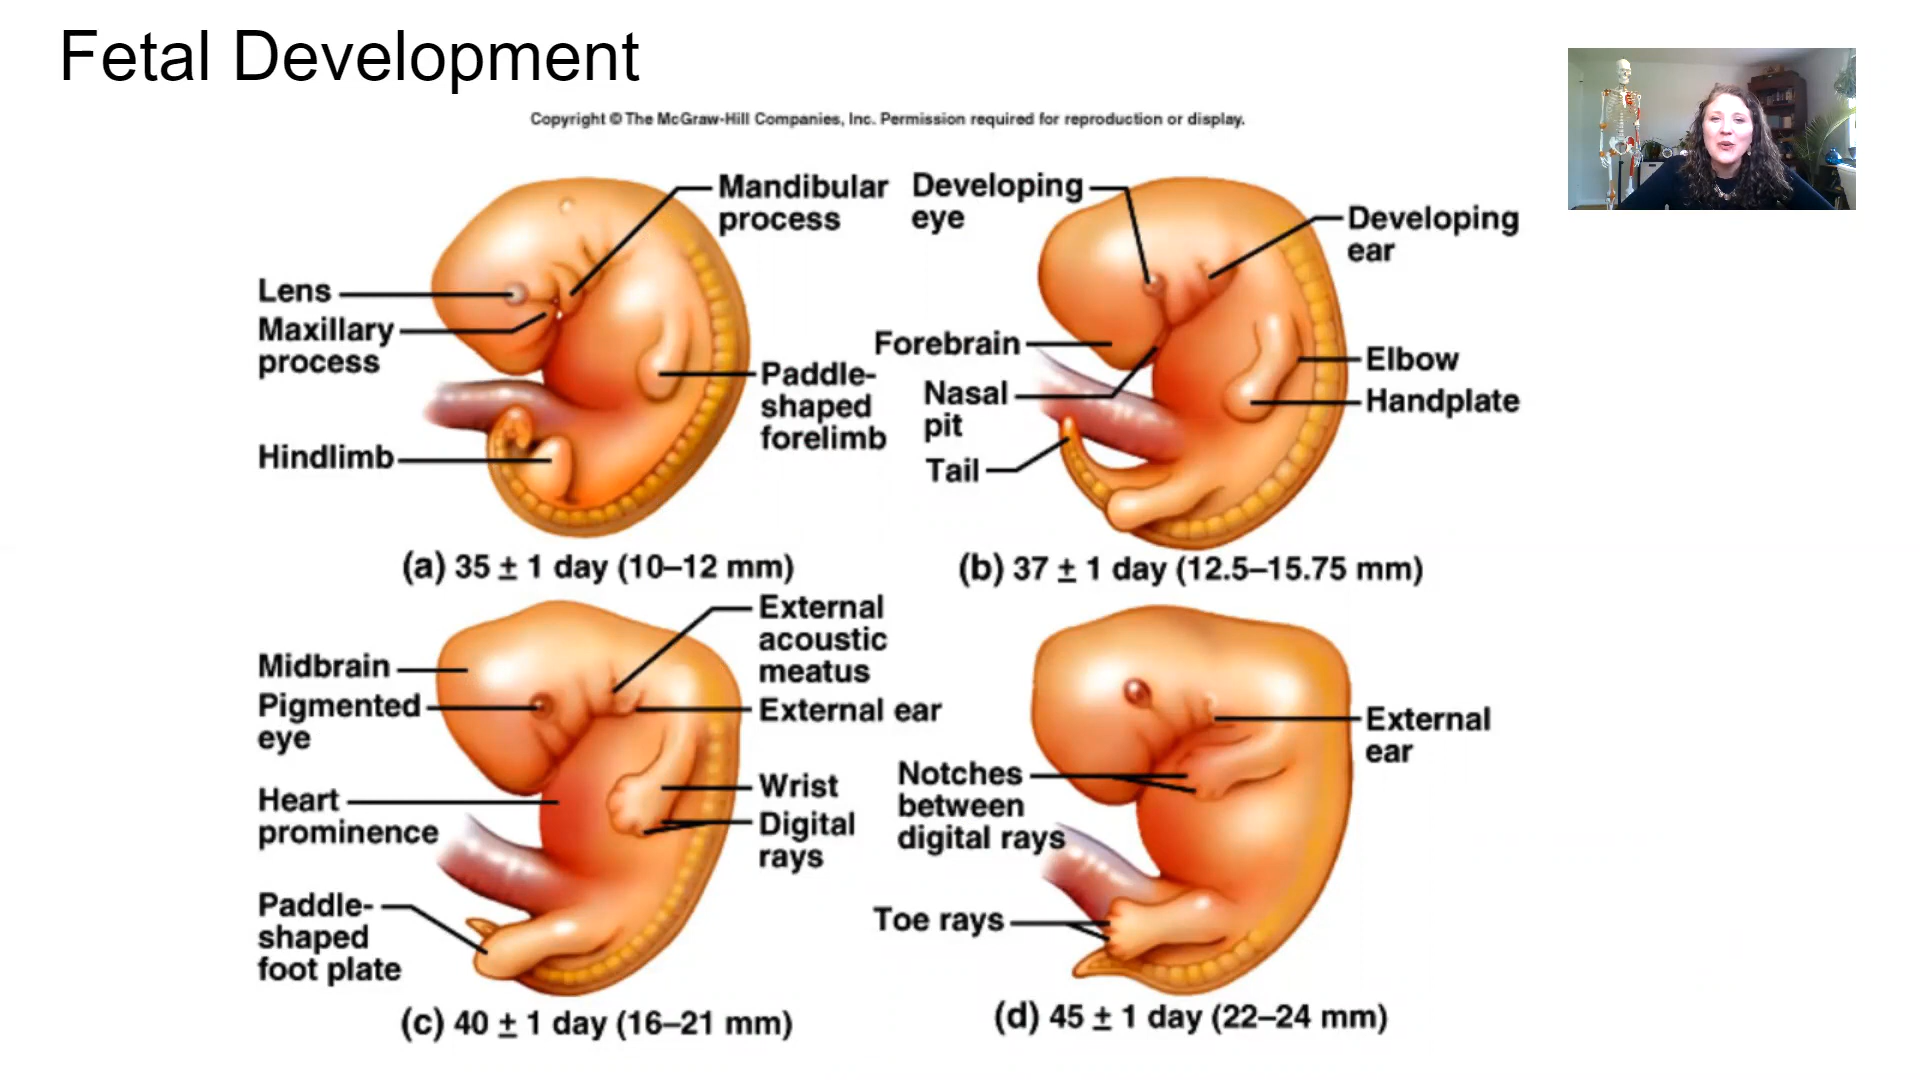 Fetal Development
Copyright © The McGraw-Hill Companies, Inc. Permission required for reproduction or display.
Mandibular
process
Lens
Maxillary
process
Paddle-
shaped
forelimb
Hindlimb
(a) 35 ± 1 day (10–12 mm)
Developing
eye
Developing
ear
Forebrain
Elbow
Nasal
pit
Handplate
Tail
(b) 37 ± 1 day (12.5–15.75 mm)
External
acoustic
meatus
Midbrain
Pigmented
eye
External ear
Heart
prominence
Wrist
Digital
rays
Paddle-
shaped
foot plate
(c) 40 ± 1 day (16–21 mm)
External
ear
Notches
between
digital rays
Toe rays
(d) 45 ± 1 day (22–24 mm)